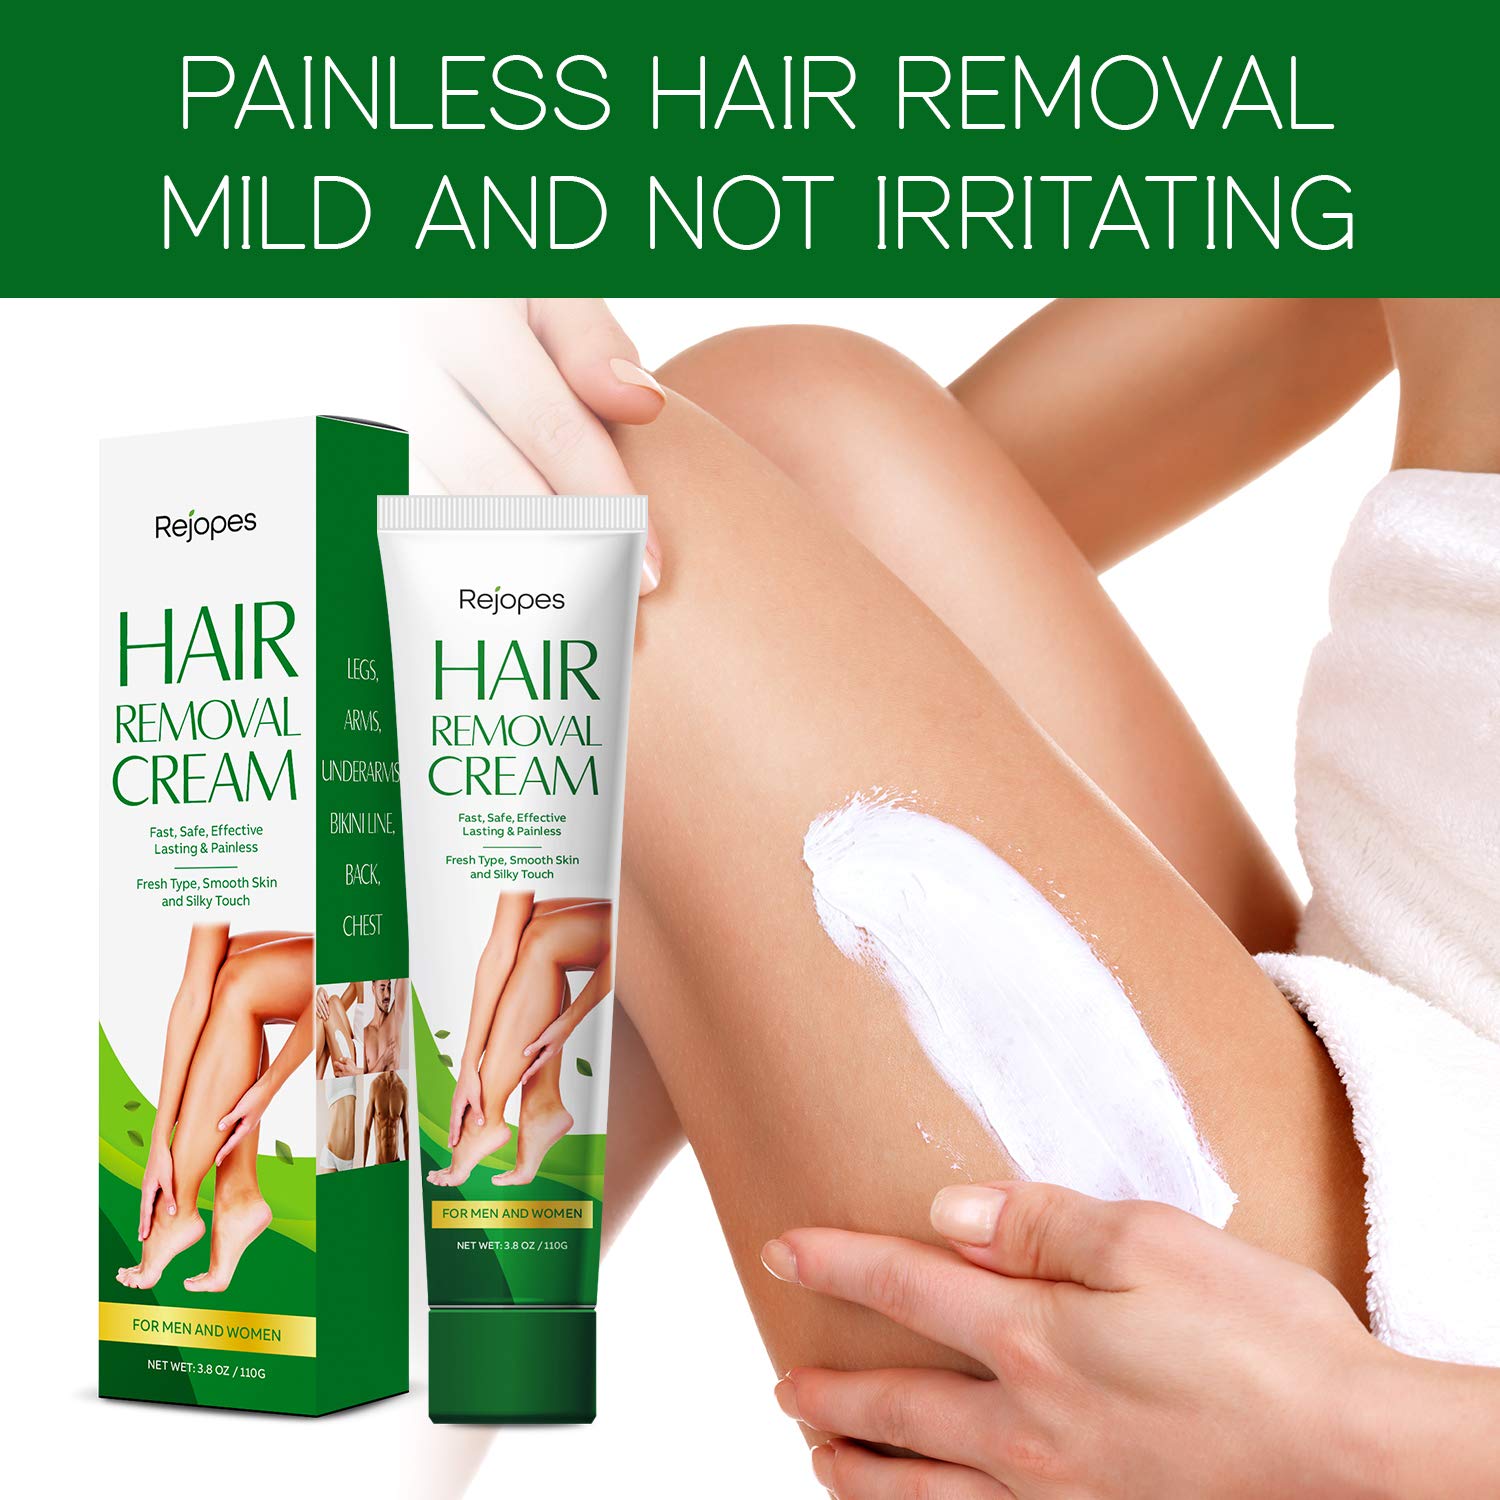 PAINLESS HAIR REMOVAL
MILD AND NOT IRRITATING
Rejopes
HAIR
REMOVAL
CREAM
Fast, Safe, Effective
Lasting & Painless
Fresh Type, Smooth Skin
and Silky Touch
FOR MEN AND WOMEN
NET WET: 3.8 OZ / 110G
LEGS,
ARMS,
UNDERARMS
BIKINI LINE,
BACK,
CHEST
Rejopes
HAIR
REMOVAL
CREAM
Fast, Safe, Effective
Lasting & Painless
Fresh Type, Smooth Skin
and Silky Touch
FOR MEN AND WOMEN
NET WET: 3.8 OZ / 110G